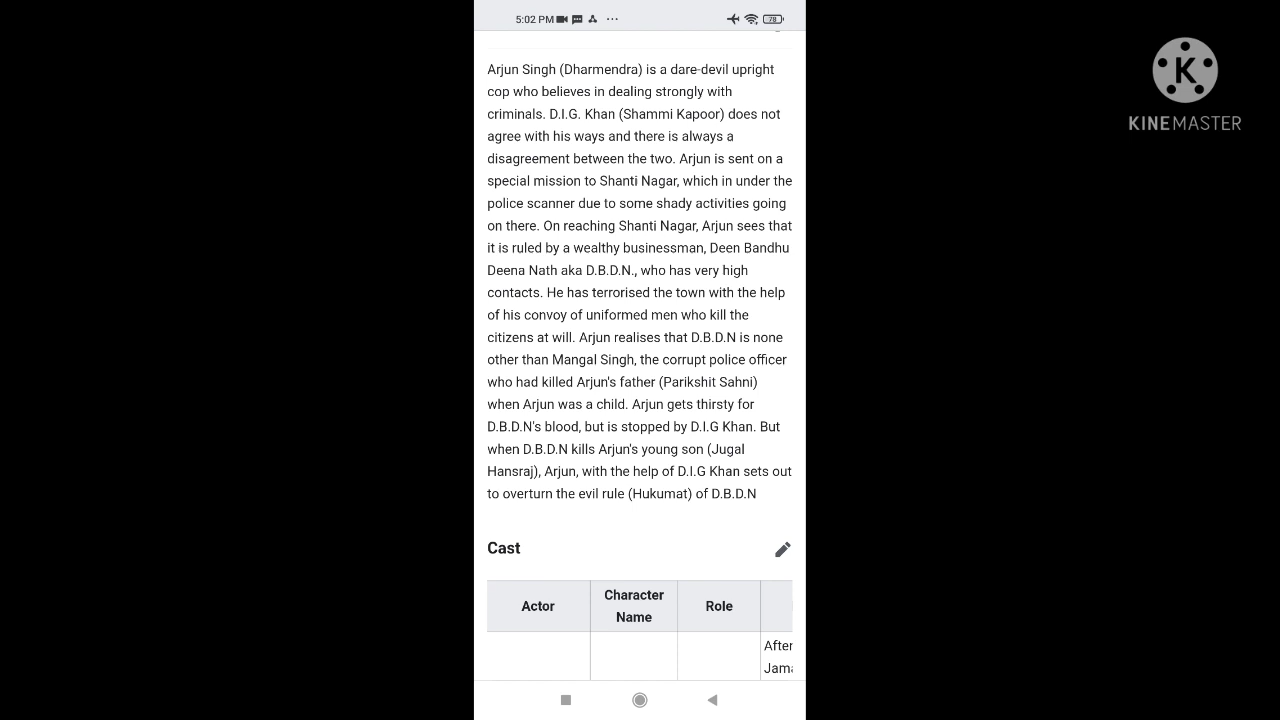 5:02 PM
78
K
KINEMASTER
Arjun Singh (Dharmendra) is a dare-devil upright
cop who believes in dealing strongly with
criminals. D.I.G. Khan (Shammi Kapoor) does not
agree with his ways and there is always a
disagreement between the two. Arjun is sent on a
special mission to Shanti Nagar, which in under the
police scanner due to some shady activities going
on there. On reaching Shanti Nagar, Arjun sees that
it is ruled by a wealthy businessman, Deen Bandhu
Deena Nath aka D.B.D.N., who has very high
contacts. He has terrorised the town with the help
of his convoy of uniformed men who kill the
citizens at will. Arjun realises that D.B.D.N is none
other than Mangal Singh, the corrupt police officer
who had killed Arjun's father (Parikshit Sahni)
when Arjun was a child. Arjun gets thirsty for
D.B.D.N's blood, but is stopped by D.I.G Khan. But
when D.B.D.N kills Arjun's young son (Jugal
Hansraj), Arjun, with the help of D.I.G Khan sets out
to overturn the evil rule (Hukumat) of D.B.D.N
Cast
Actor
Character
Name
Role
After